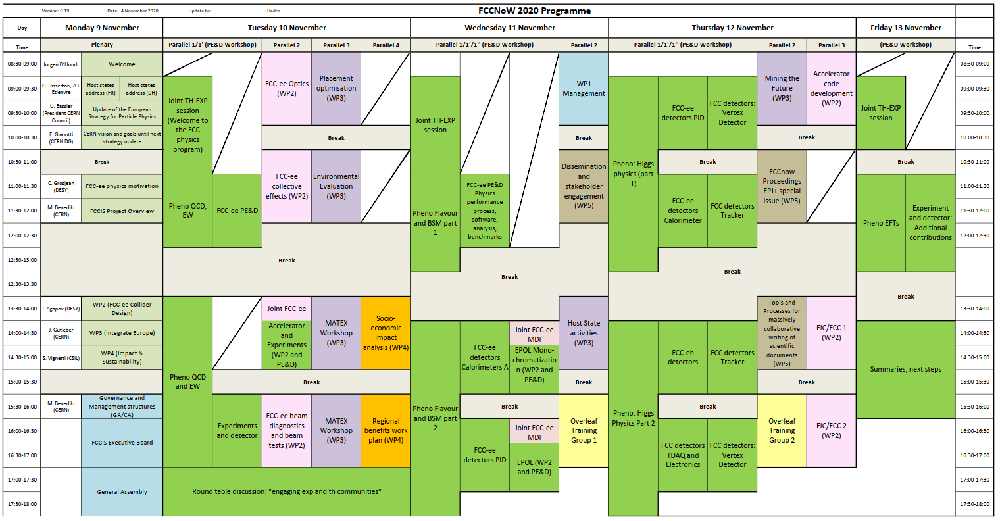 Version: 0.19 Date: 4 November 2020 Update by: J. Hadre FCCNoW 2020 Programme
Day Monday 9 November Tuesday 10 November Wednesday 11 November Thursday 12 November Friday 13 November
Time Plenary Parallel 1/1' (PE&D Workshop) Parallel 2 Parallel 3 Parallel 4 Parallel 1/1'/1'' (PE&D Workshop) Parallel 2 Parallel 1/1'/1'' (PE&D Workshop) Parallel 2 Parallel 3 (PE&D Workshop) Time
08:30-09:00
09:00-09:30
09:30-10:00
10:00-10:30
10:30-11:00
11:00-11:30
11:30-12:00
12:00-12:30
12:30-13:00
12:30-13:30
13:30-14:00
14:00-14:30
14:30-15:00
15:00-15:30
15:30-16:00
16:00-16:30
16:30-17:00
17:00-17:30
17:30-18:00
Jorgen D'Hondt
Welcome
G. Dissertori, A.I.
Etienvre
Host states
address (FR)
Host states
address (CH)
U. Bassler
(President CERN
Council)
Update of the European
Strategy for Particle Physics
F. Gianotti
(CERN DG)
CERN vision and goals until next
strategy update
Break
C. Grosjean
(DESY)
FCC-ee physics motivation
M. Benedikt
(CERN)
FCCIS Project Overview
I. Agapov (DESY)
WP2 (FCC-ee Collider
Design)
J. Gutleber
(CERN)
WP3 (Integrate Europe)
S. Vignetti (CSIL)
WP4 (Impact &
Sustainability)
M. Benedikt
(CERN)
Governance and
Management structures
(GA/CA)
FCCIS Executive Board
General Assembly
Joint TH-EXP
session
(Welcome to
the FCC
physics
program)
Pheno QCD,
EW
FCC-ee PE&D
FCC-ee Optics
(WP2)
Placement
optimisation
(WP3)
Break
FCC-ee
collective
effects (WP2)
Environmental
Evaluation
(WP3)
Break
Pheno QCD
and EW
Joint FCC-ee
Accelerator
and
Experiments
(WP2 and
PE&D)
MATEX
Workshop
(WP3)
Socio-
economic
impact
analysis (WP4)
Break
Experiments
and detector
FCC-ee beam
diagnostics
and beam
tests (WP2)
MATEX
Workshop
(WP3)
Regional
benefits work
plan (WP4)
Round table discussion: "engaging exp and th communities"
Joint TH-EXP
session
Pheno Flavour
and BSM part
1
FCC-ee PE&D
Physics
performance
process,
software,
analysis,
benchmarks
WP1
Management
Break
Dissemination
and
stakeholder
engagement
(WP5)
Break
Pheno Flavour
and BSM part
2
FCC-ee
detectors
Calorimeters A
Joint FCC-ee
MDI
EPOL Mono-
chromatizatio
n (WP2 and
PE&D)
Host State
activities
(WP3)
Break
Break
FCC-ee
detectors PID
Joint FCC-ee
MDI
EPOL (WP2
and PE&D)
Overleaf
Training
Group 1
Pheno: Higgs
physics (part
1)
FCC-ee
detectors PID
FCC detectors:
Vertex
Detector
Mining the
Future
(WP3)
Accelerator
code
development
(WP2)
Break
Break
FCC-ee
detectors
Calorimeter
FCC detectors
Tracker
FCCnow
Proceedings
EPJ+ special
issue (WP5)
Break
Pheno: Higgs
Physics Part 2
FCC-eh
detectors
FCC detectors
Tracker
Tools and
Processes for
massively
collaborative
writing of
scientific
documents
(WP5)
EIC/FCC 1
(WP2)
Break
Break
FCC detectors
TDAQ and
Electronics
FCC detectors:
Vertex
Detector
Overleaf
Training
Group 2
EIC/FCC 2
(WP2)
Joint TH-EXP
session
Break
Pheno EFTs
Experiment
and detector:
Additional
contributions
Break
Summaries, next steps
08:30-09:00
09:00-09:30
09:30-10:00
10:00-10:30
10:30-11:00
11:00-11:30
11:30-12:00
12:00-12:30
13:30-14:00
14:00-14:30
14:30-15:00
15:00-15:30
15:30-16:00
16:00-16:30
16:30-17:00
17:00-17:30
17:30-18:00